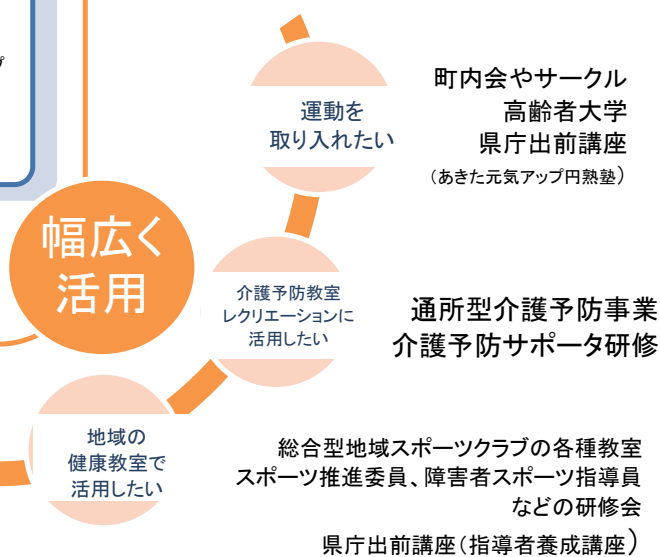 プ
運動を
取り入れたい
町内会やサークル
高齢者大学
県庁出前講座
(あきた元気アップ円熟塾)
幅広く
活用
介護予防教室
レクリエーションに
活用したい
通所型介護予防事業
介護予防サポータ研修
地域の
健康教室で
活用したい
総合型地域スポーツクラブの各種教室
スポーツ推進委員、障害者スポーツ指導員
などの研修会
県庁出前講座(指導者養成講座)